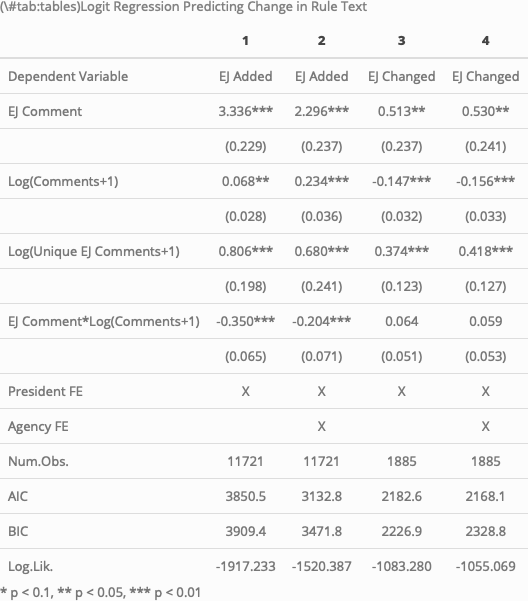 (\#tab:tables)Logit Regression Predicting Change in Rule Text
1 2 3 4
Dependent Variable EJ Added EJ Added EJ Changed EJ Changed
EJ Comment 3.336*** 2.296*** 0.513** 0.530**
(0.229) (0.237) (0.237) (0.241)
Log(Comments+1) 0.068** 0.234*** -0.147*** -0.156***
(0.028) (0.036) (0.032) (0.033)
Log(Unique EJ Comments+1) 0.806*** 0.680*** 0.374*** 0.418***
(0.198) (0.241) (0.123) (0.127)
EJ Comment*Log(Comments+1) -0.350*** -0.204*** 0.064 0.059
(0.065) (0.071) (0.051) (0.053)
President FE X X X X
Agency FE X X
Num.Obs. 11721 11721 1885 1885
AIC 3850.5 3132.8 2182.6 2168.1
BIC 3909.4 3471.8 2226.9 2328.8
Log.Lik. -1917.233 -1520.387 -1083.280 -1055.069
* p < 0.1, ** p < 0.05, *** p < 0.01